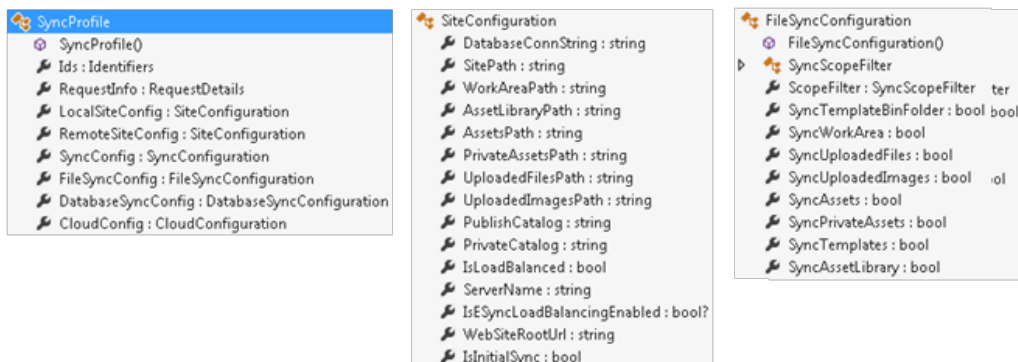 SyncProfile
SyncProfile()
Ids : Identifiers
RequestInfo : RequestDetails
LocalSiteConfig : SiteConfiguration
RemoteSiteConfig : SiteConfiguration
SyncConfig : SyncConfiguration
FileSyncConfig : FileSyncConfiguration
DatabaseSyncConfig : DatabaseSyncConfiguration
CloudConfig : CloudConfiguration
SiteConfiguration
DatabaseConnString : string
SitePath : string
WorkAreaPath : string
AssetLibraryPath : string
AssetsPath : string
PrivateAssetsPath : string
UploadedFilesPath : string
UploadedImagesPath : string
PublishCatalog : string
PrivateCatalog : string
IsLoadBalanced : bool
ServerName : string
IsESyncLoadBalancingEnabled : bool?
WebSiteRootUrl : string
IsInitialSync : bool
FileSyncConfiguration
FileSyncConfiguration()
SyncScopeFilter
ScopeFilter : SyncScopeFilter ter
SyncTemplateBinFolder : bool bool
SyncWorkArea : bool
SyncUploadedFiles : bool
SyncUploadedImages : bool ol
SyncAssets : bool
SyncPrivateAssets : bool
SyncTemplates : bool
SyncAssetLibrary : bool